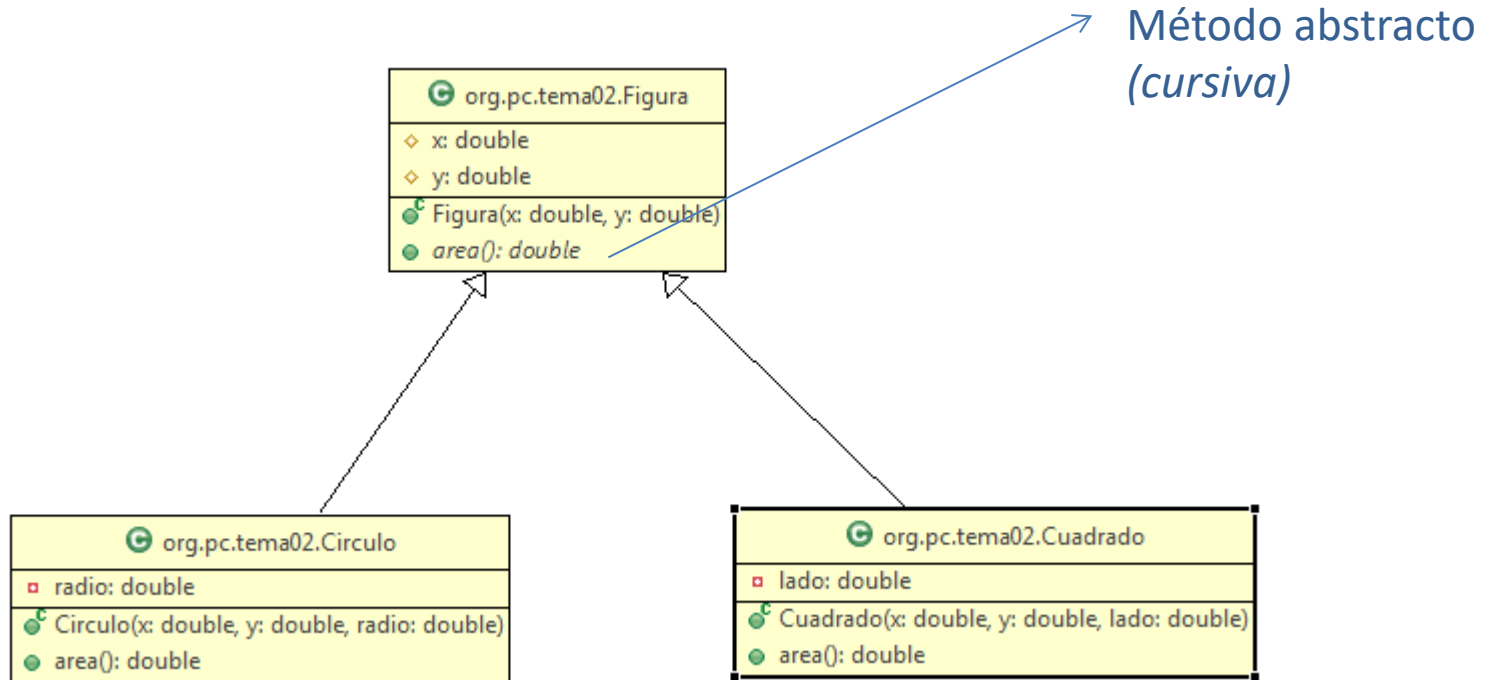 Método abstracto
(cursiva)
org.pc.tema02.Figura
x: double
y: double
Figura(x: double, y: double)
area(): double
org.pc.tema02.Circulo
radio: double
Circulo(x: double, y: double, radio: double)
area(): double
org.pc.tema02.Cuadrado
lado: double
Cuadrado(x: double, y: double, lado: double)
area(): double